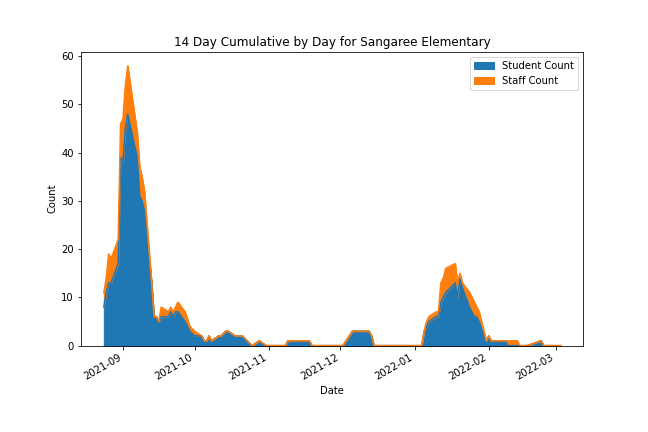 14 Day Cumulative by Day for Sangaree Elementary
Student Count
Staff Count
Count
60
50
40
30
20
10
0
2021-09
2021-10
2021-11
2021-12
2022-01
2022-02
2022-03
Date